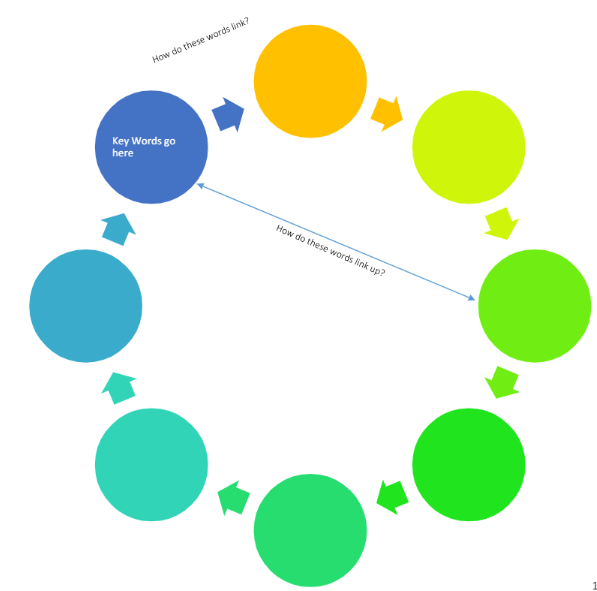 How do these words link?
Key Words go
here
How do these words link up?
1